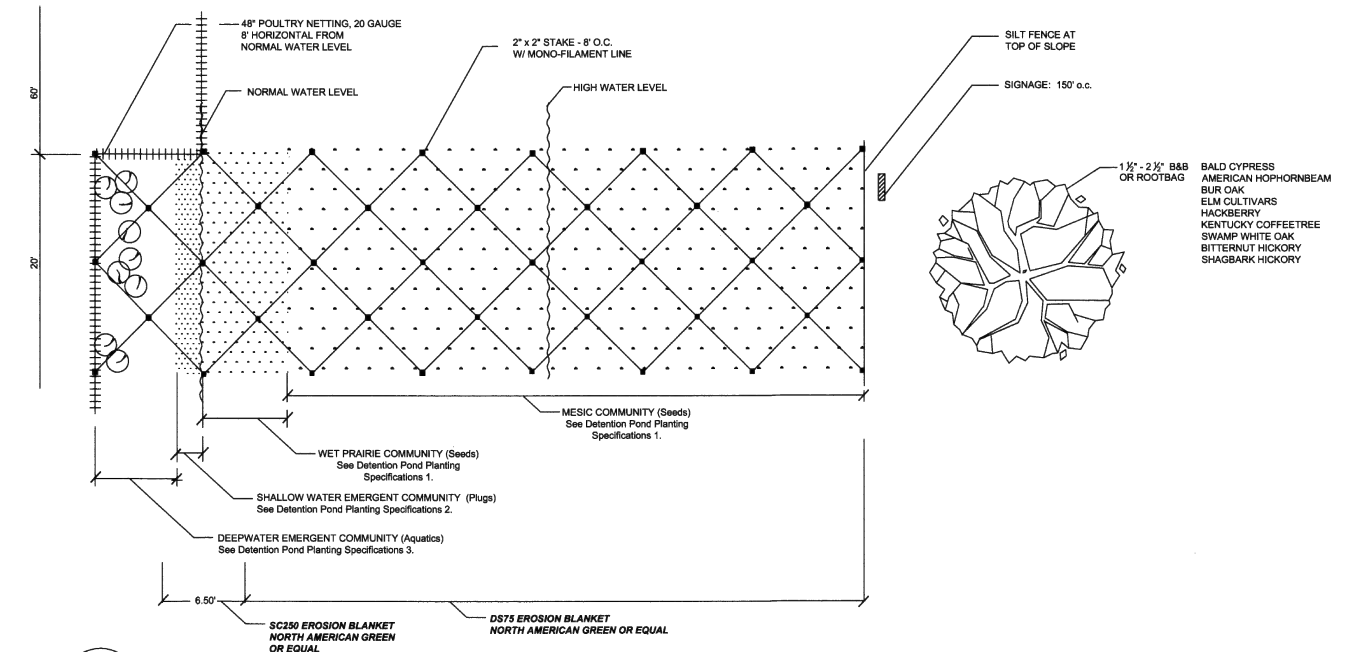 48" POULTRY NETTING, 20 GAUGE
8' HORIZONTAL FROM
NORMAL WATER LEVEL
2" x 2" STAKE - 8' O.C.
W/ MONO-FILAMENT LINE
SILT FENCE AT
TOP OF SLOPE
SIGNAGE: 150' o.c.
NORMAL WATER LEVEL
HIGH WATER LEVEL
60'
20'
1 ½" - 2 ½" B&B
OR ROOTBAG
BALD CYPRESS
AMERICAN HOPHORNBEAM
BUR OAK
ELM CULTIVARS
HACKBERRY
KENTUCKY COFFEETREE
SWAMP WHITE OAK
BITTERNUT HICKORY
SHAGBARK HICKORY
MESIC COMMUNITY (Seeds)
See Detention Pond Planting
Specifications 1.
WET PRAIRIE COMMUNITY (Seeds)
See Detention Pond Planting
Specifications 1.
SHALLOW WATER EMERGENT COMMUNITY (Plugs)
See Detention Pond Planting Specifications 2.
DEEPWATER EMERGENT COMMUNITY (Aquatics)
See Detention Pond Planting Specifications 3.
6.50'
SC250 EROSION BLANKET
NORTH AMERICAN GREEN
OR EQUAL
DS75 EROSION BLANKET
NORTH AMERICAN GREEN OR EQUAL